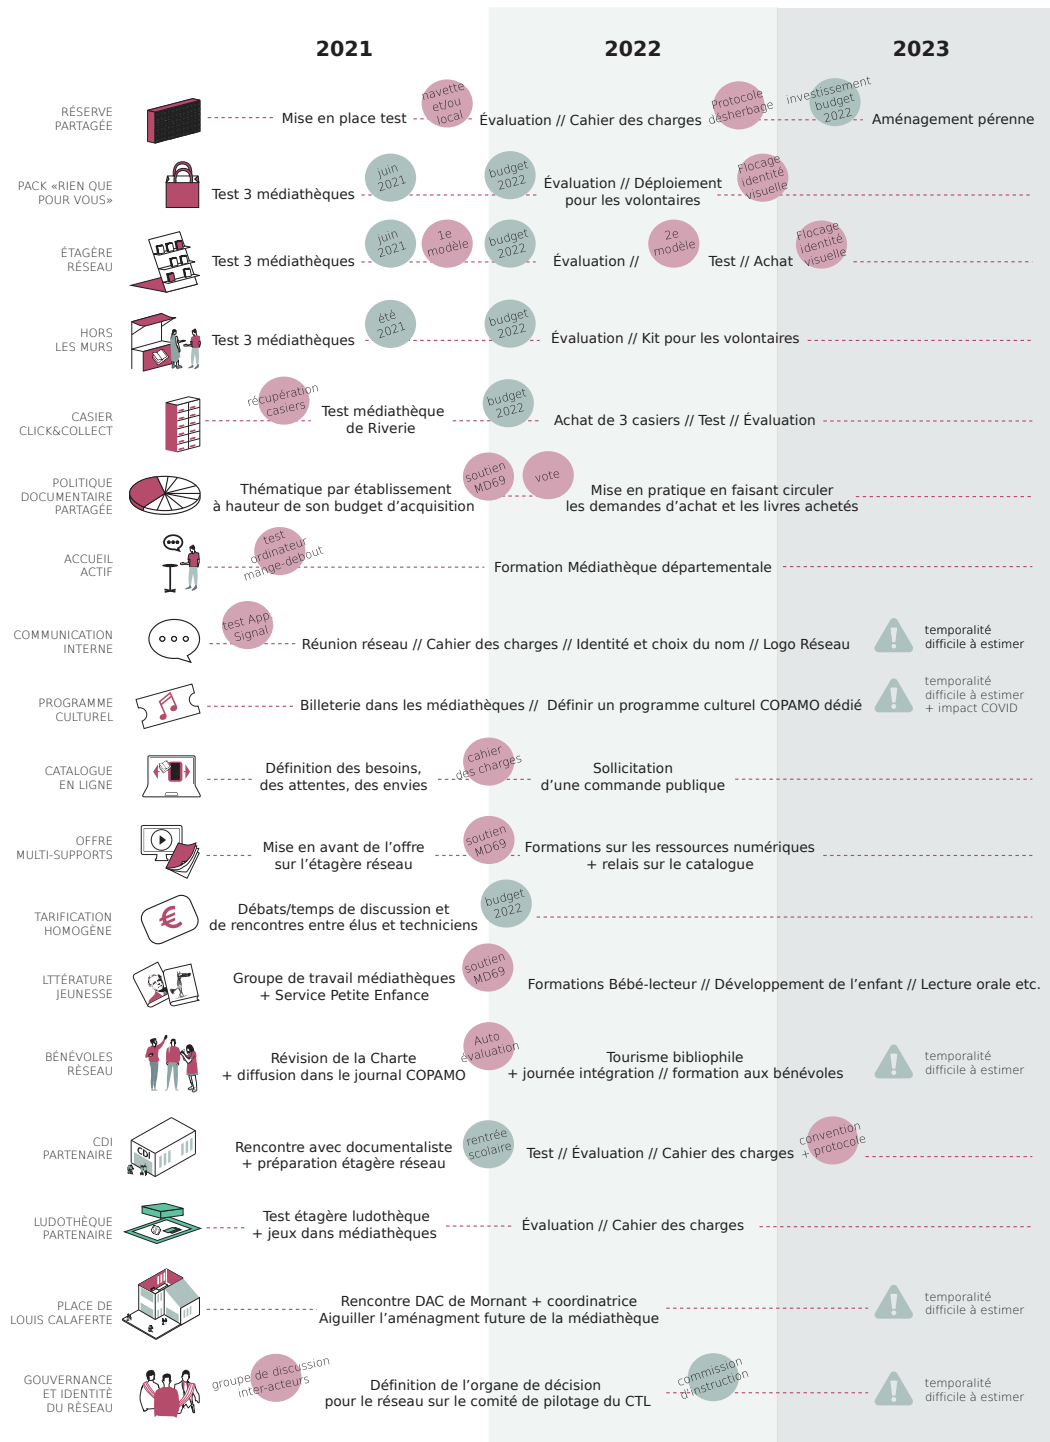 2021
2022
2023
RÉSERVE
PARTAGÉE
Mise en place test
navette
et/ou
local
Évaluation // Cahier des charges
Protocole
désherbage
investissement
budget
2022
Aménagement pérenne
PACK «RIEN QUE
POUR VOUS»
Test 3 médiathèques
juin
2021
budget
2022
Évaluation // Déploiement
pour les volontaires
Flocage
identité
visuelle
ÉTAGÈRE
RÉSEAU
Test 3 médiathèques
juin
2021
1e
modèle
budget
2022
Évaluation //
2e
modèle
Test // Achat
Flocage
identité
visuelle
HORS
LES MURS
Test 3 médiathèques
été
2021
budget
2022
Évaluation // Kit pour les volontaires
CASIER
CLICK&COLLECT
récupération
casiers
Test médiathèque
de Riverie
budget
2022
Achat de 3 casiers // Test // Évaluation
POLITIQUE
DOCUMENTAIRE
PARTAGÉE
Thématique par établissement
à hauteur de son budget d’acquisition
soutien
MD69
vote
Mise en pratique en faisant circuler
les demandes d’achat et les livres achetés
ACCUEIL
ACTIF
test
ordinateur
mange-debout
Formation Médiathèque départementale
COMMUNICATION
INTERNE
test App.
Signal
Réunion réseau // Cahier des charges // Identité et choix du nom // Logo Réseau
temporalité
difficile à estimer
PROGRAMME
CULTUREL
Billeterie dans les médiathèques // Définir un programme culturel COPAMO dédié
temporalité
difficile à estimer
+ impact COVID
CATALOGUE
EN LIGNE
Définition des besoins,
des attentes, des envies
cahier
des charges
Sollicitation
d’une commande publique
OFFRE
MULTI-SUPPORTS
Mise en avant de l’offre
sur l’étagère réseau
soutien
MD69
Formations sur les ressources numériques
+ relais sur le catalogue
TARIFICATION
HOMOGÈNE
Débats/temps de discussion et
de rencontres entre élus et techniciens
budget
2022
LTTÉRATURE
JEUNESSE
Groupe de travail médiathèques
+ Service Petite Enfance
soutien
MD69
Formations Bébé-lecteur // Développement de l’enfant // Lecture orale etc.
BÉNÉVOLES
RÈSEAU
Révision de la Charte
+ diffusion dans le journal COPAMO
Auto
évaluation
Tourisme bibliophile
+ journée intégration // formation aux bénévoles
temporalité
difficile à estimer
CDI
PARTENAIRE
CDI
Rencontre avec documentaliste
+ préparation étagère réseau
rentrée
scolaire
Test // Évaluation // Cahier des charges
convention
+ protocole
LUDOTHÈQUE
PARTENAIRE
Test étagère ludothèque
+ jeux dans médiathèques
Évaluation // Cahier des charges
PLACE DE
LOUIS CALAFERTE
Rencontre DAC de Mornant + coordinatrice
Aiguiller l’aménagment future de la médiathèque
temporalité
difficile à estimer
GOUVERNANCE
ET IDENTITÈ
DU RÈSEAU
groupe de discussion
inter-acteurs
Définition de l’organe de décision
pour le réseau sur le comité de pilotage du CTL
commission
d’instruction
temporalité
difficile à estimer